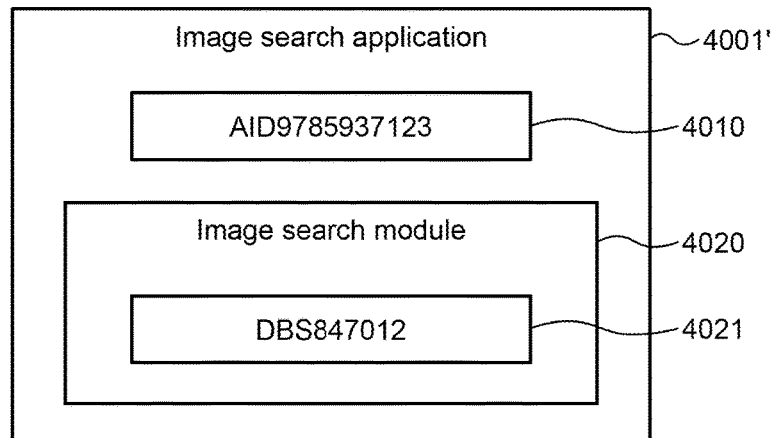 Image search application
4001'
AID9785937123
4010
Image search module
4020
DBS847012
4021